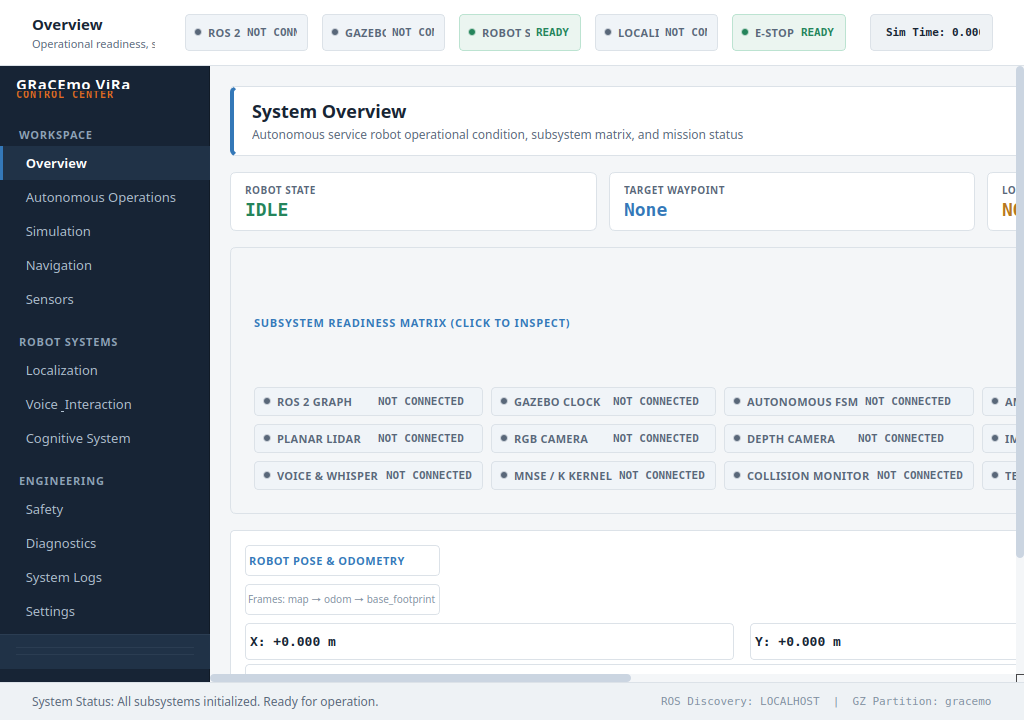 Overview
Operational readiness, s
ROS 2 NOT CONN
GAZEB NOT CON
ROBOT S READY
LOCALI NOT CON
E-STOP READY
Sim Time: 0.00
GRaCEmo ViRa
CONTROL CENTER
WORKSPACE
Overview
Autonomous Operations
Simulation
Navigation
Sensors
ROBOT SYSTEMS
Localization
Voice _Interaction
Cognitive System
ENGINEERING
Safety
Diagnostics
System Logs
Settings
System Overview
Autonomous service robot operational condition, subsystem matrix, and mission status
ROBOT STATE
IDLE
TARGET WAYPOINT
None
LO
NO
SUBSYSTEM READINESS MATRIX (CLICK TO INSPECT)
ROS 2 GRAPH NOT CONNECTED
GAZEBO CLOCK NOT CONNECTED
AUTONOMOUS FSM NOT CONNECTED
PLANAR LIDAR NOT CONNECTED
RGB CAMERA NOT CONNECTED
DEPTH CAMERA NOT CONNECTED
IM
VOICE & WHISPER NOT CONNECTED
MNSE / K KERNEL NOT CONNECTED
COLLISION MONITOR NOT CONNECTED
TE
ROBOT POSE & ODOMETRY
Frames: map → odom → base_footprint
X: +0.000 m
Y: +0.000 m
System Status: All subsystems initialized. Ready for operation.
ROS Discovery: LOCALHOST | GZ Partition: gracemo